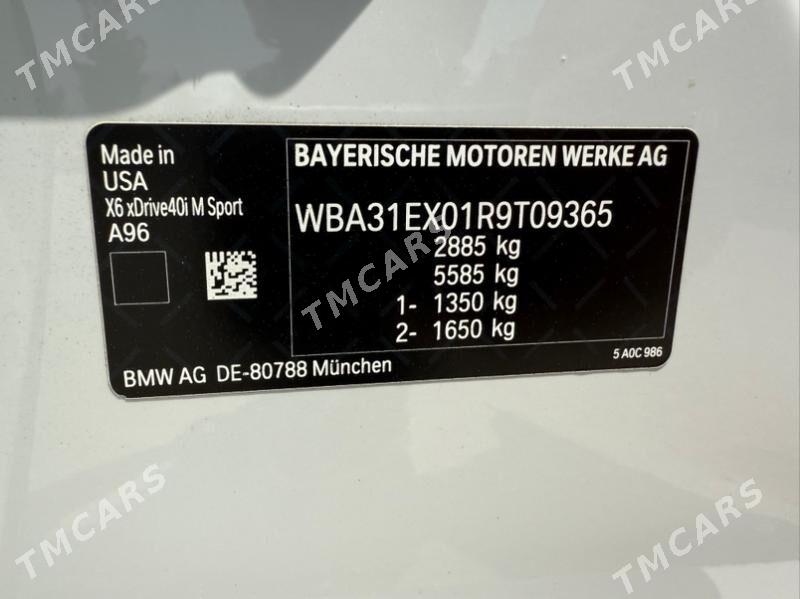 TMCARS
TMCARS
Made in
USA
X6 xDrive40i M Sport
A96
BAYERISCHE MOTOREN WERKE AG
WBA31EX01R9T09365
2885 kg
5585 kg
1- 1350 kg
2- 1650 kg
TMCARS
5 A0C 986
BMW AG DE-80788 München
TMCARS
TMCARS